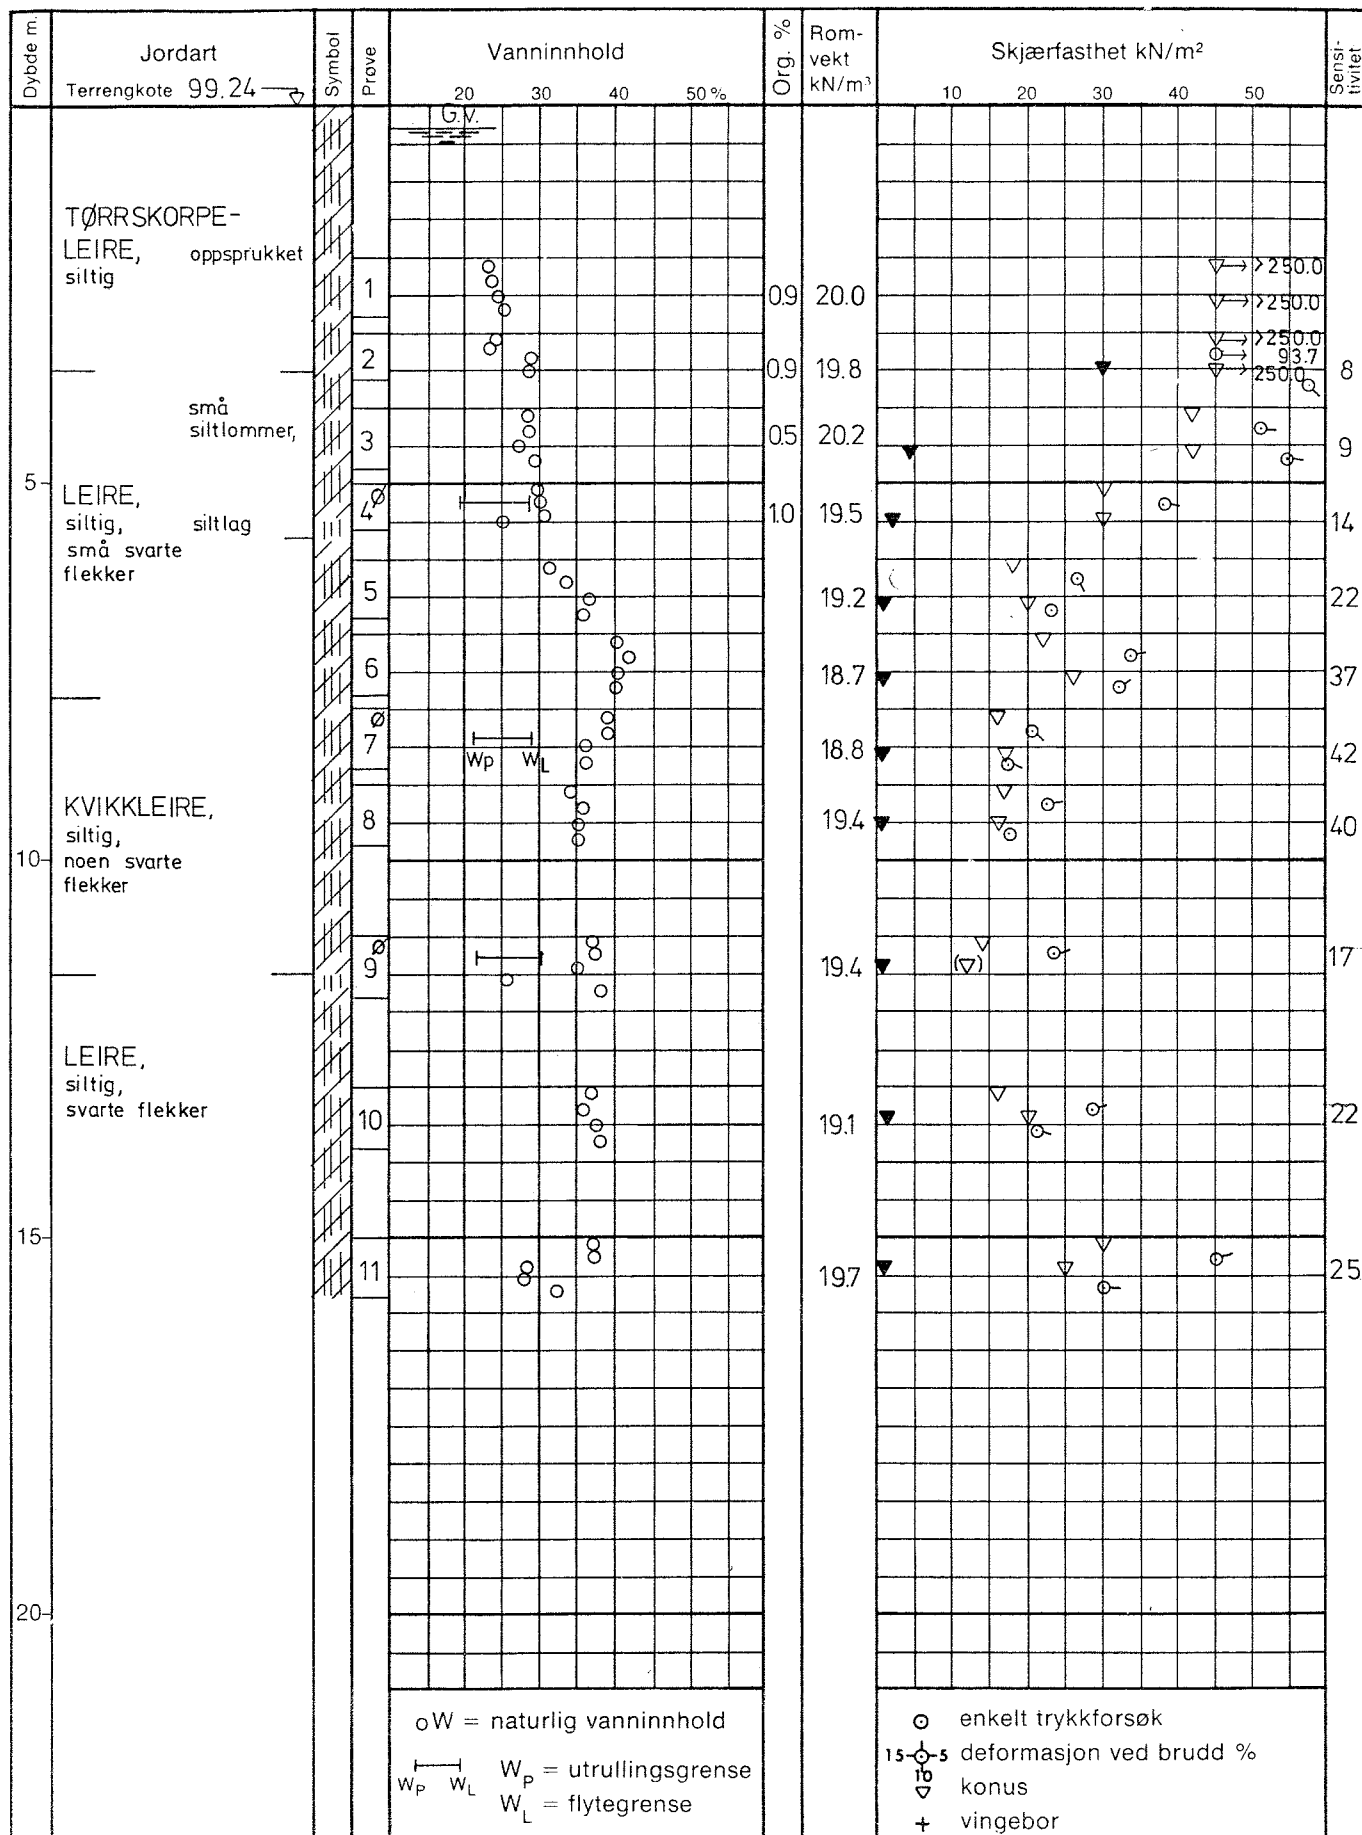 Dybde m.
Jordart
Terrengkote 99.24
Symbol
Prøve
Vanninnhold
20 30 40 50 %
Org. %
Rom-
vekt
kN/m³
Skjærfasthet kN/m²
10 20 30 40 50
Sensi-
tivitet
G.V.
TØRRSKORPE-
LEIRE, oppsprukket
siltig
1 0.9 20.0
>250.0
>250.0
>250.0
93.7
250.0
2 0.9 19.8 8
små
siltlommer,
3 0.5 20.2 9
5
LEIRE,
siltig, siltlag
små svarte
flekker
Ø
4 1.0 19.5 14
5 19.2 22
6 18.7 37
Ø
7 18.8 42
Wp WL
KVIKKLEIRE,
siltig,
noen svarte
flekker
8 19.4 40
10
Ø
9 19.4 ( ) 17
LEIRE,
siltig,
svarte flekker
10 19.1 22
15
11 19.7 25
20
o W = naturlig vanninnhold
WP WL
WP = utrullingsgrense
WL = flytegrense
enkelt trykkforsøk
15 5 deformasjon ved brudd %
10
konus
vingebor